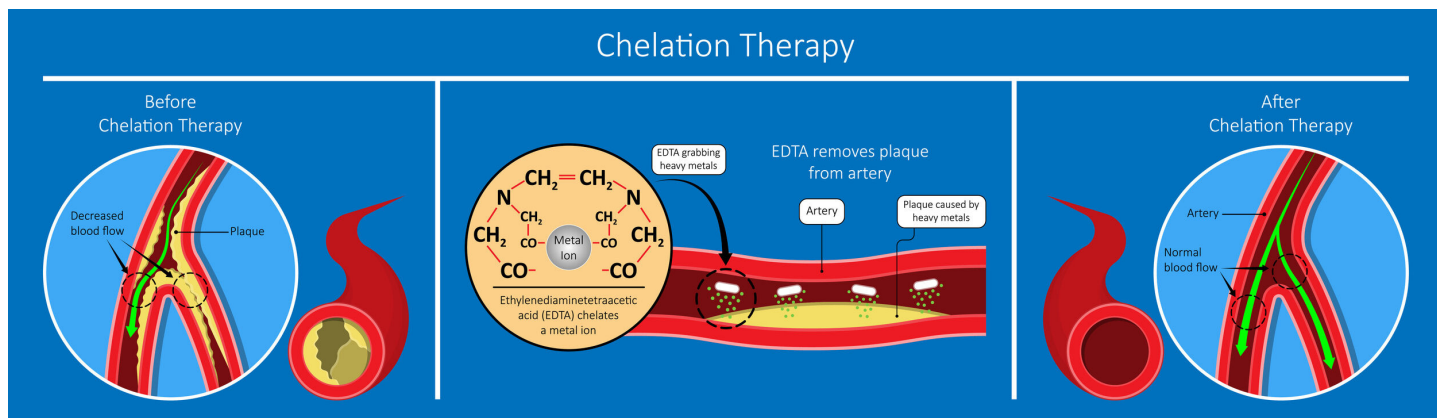 Chelation Therapy
Before
Chelation Therapy
Decreased
blood flow
Plaque
EDTA grabbing
heavy metals
EDTA removes plaque
from artery
CH₂
CH₂
N
N
CH₂
CH₂
CH₂
CH₂
CO
CO
Metal
Ion
CO
CO
Ethylenediaminetetraacetic
acid (EDTA) chelates
a metal ion
Artery
Plaque caused by
heavy metals
After
Chelation Therapy
Artery
Normal
blood flow